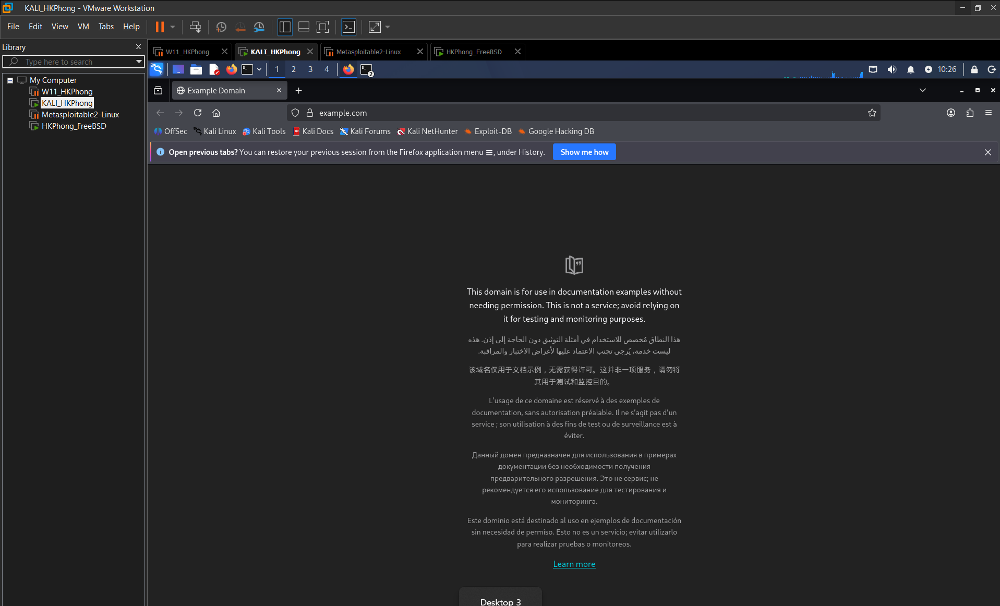 KALI_HKPhong - VMware Workstation
File Edit View VM Tabs Help
Library
Type here to search
My Computer
W11_HKPhong
KALI_HKPhong
Metasploitable2-Linux
HKPhong_FreeBSD
W11_HKPhong KALI_HKPhong Metasploitable2-Linux HKPhong_FreeBSD
1 2 3 4 2 10:26
Example Domain
example.com
OffSec Kali Linux Kali Tools Kali Docs Kali Forums Kali NetHunter Exploit-DB Google Hacking DB
Open previous tabs? You can restore your previous session from the Firefox application menu ☰, under History. Show me how
This domain is for use in documentation examples without
needing permission. This is not a service; avoid relying on
it for testing and monitoring purposes.
هذا النطاق مُخصص للاستخدام في أمثلة التوثيق دون الحاجة إلى إذن. هذه
ليست خدمة، يُرجى تجنب الاعتماد عليها لأغراض الاختبار والمراقبة.
该域名仅用于文档示例，无需获得许可。这并非一项服务，请勿将
其用于测试和监控目的。
L’usage de ce domaine est réservé à des exemples de
documentation, sans autorisation préalable. Il ne s’agit pas d’un
service ; son utilisation à des fins de test ou de surveillance est à
éviter.
Данный домен предназначен для использования в примерах
документации без необходимости получения
предварительного разрешения. Это не сервис; не
рекомендуется его использование для тестирования и
мониторинга.
Este dominio está destinado al uso en ejemplos de documentación
sin necesidad de permiso. Esto no es un servicio; evitar utilizarlo
para realizar pruebas o monitoreos.
Learn more
Desktop 3